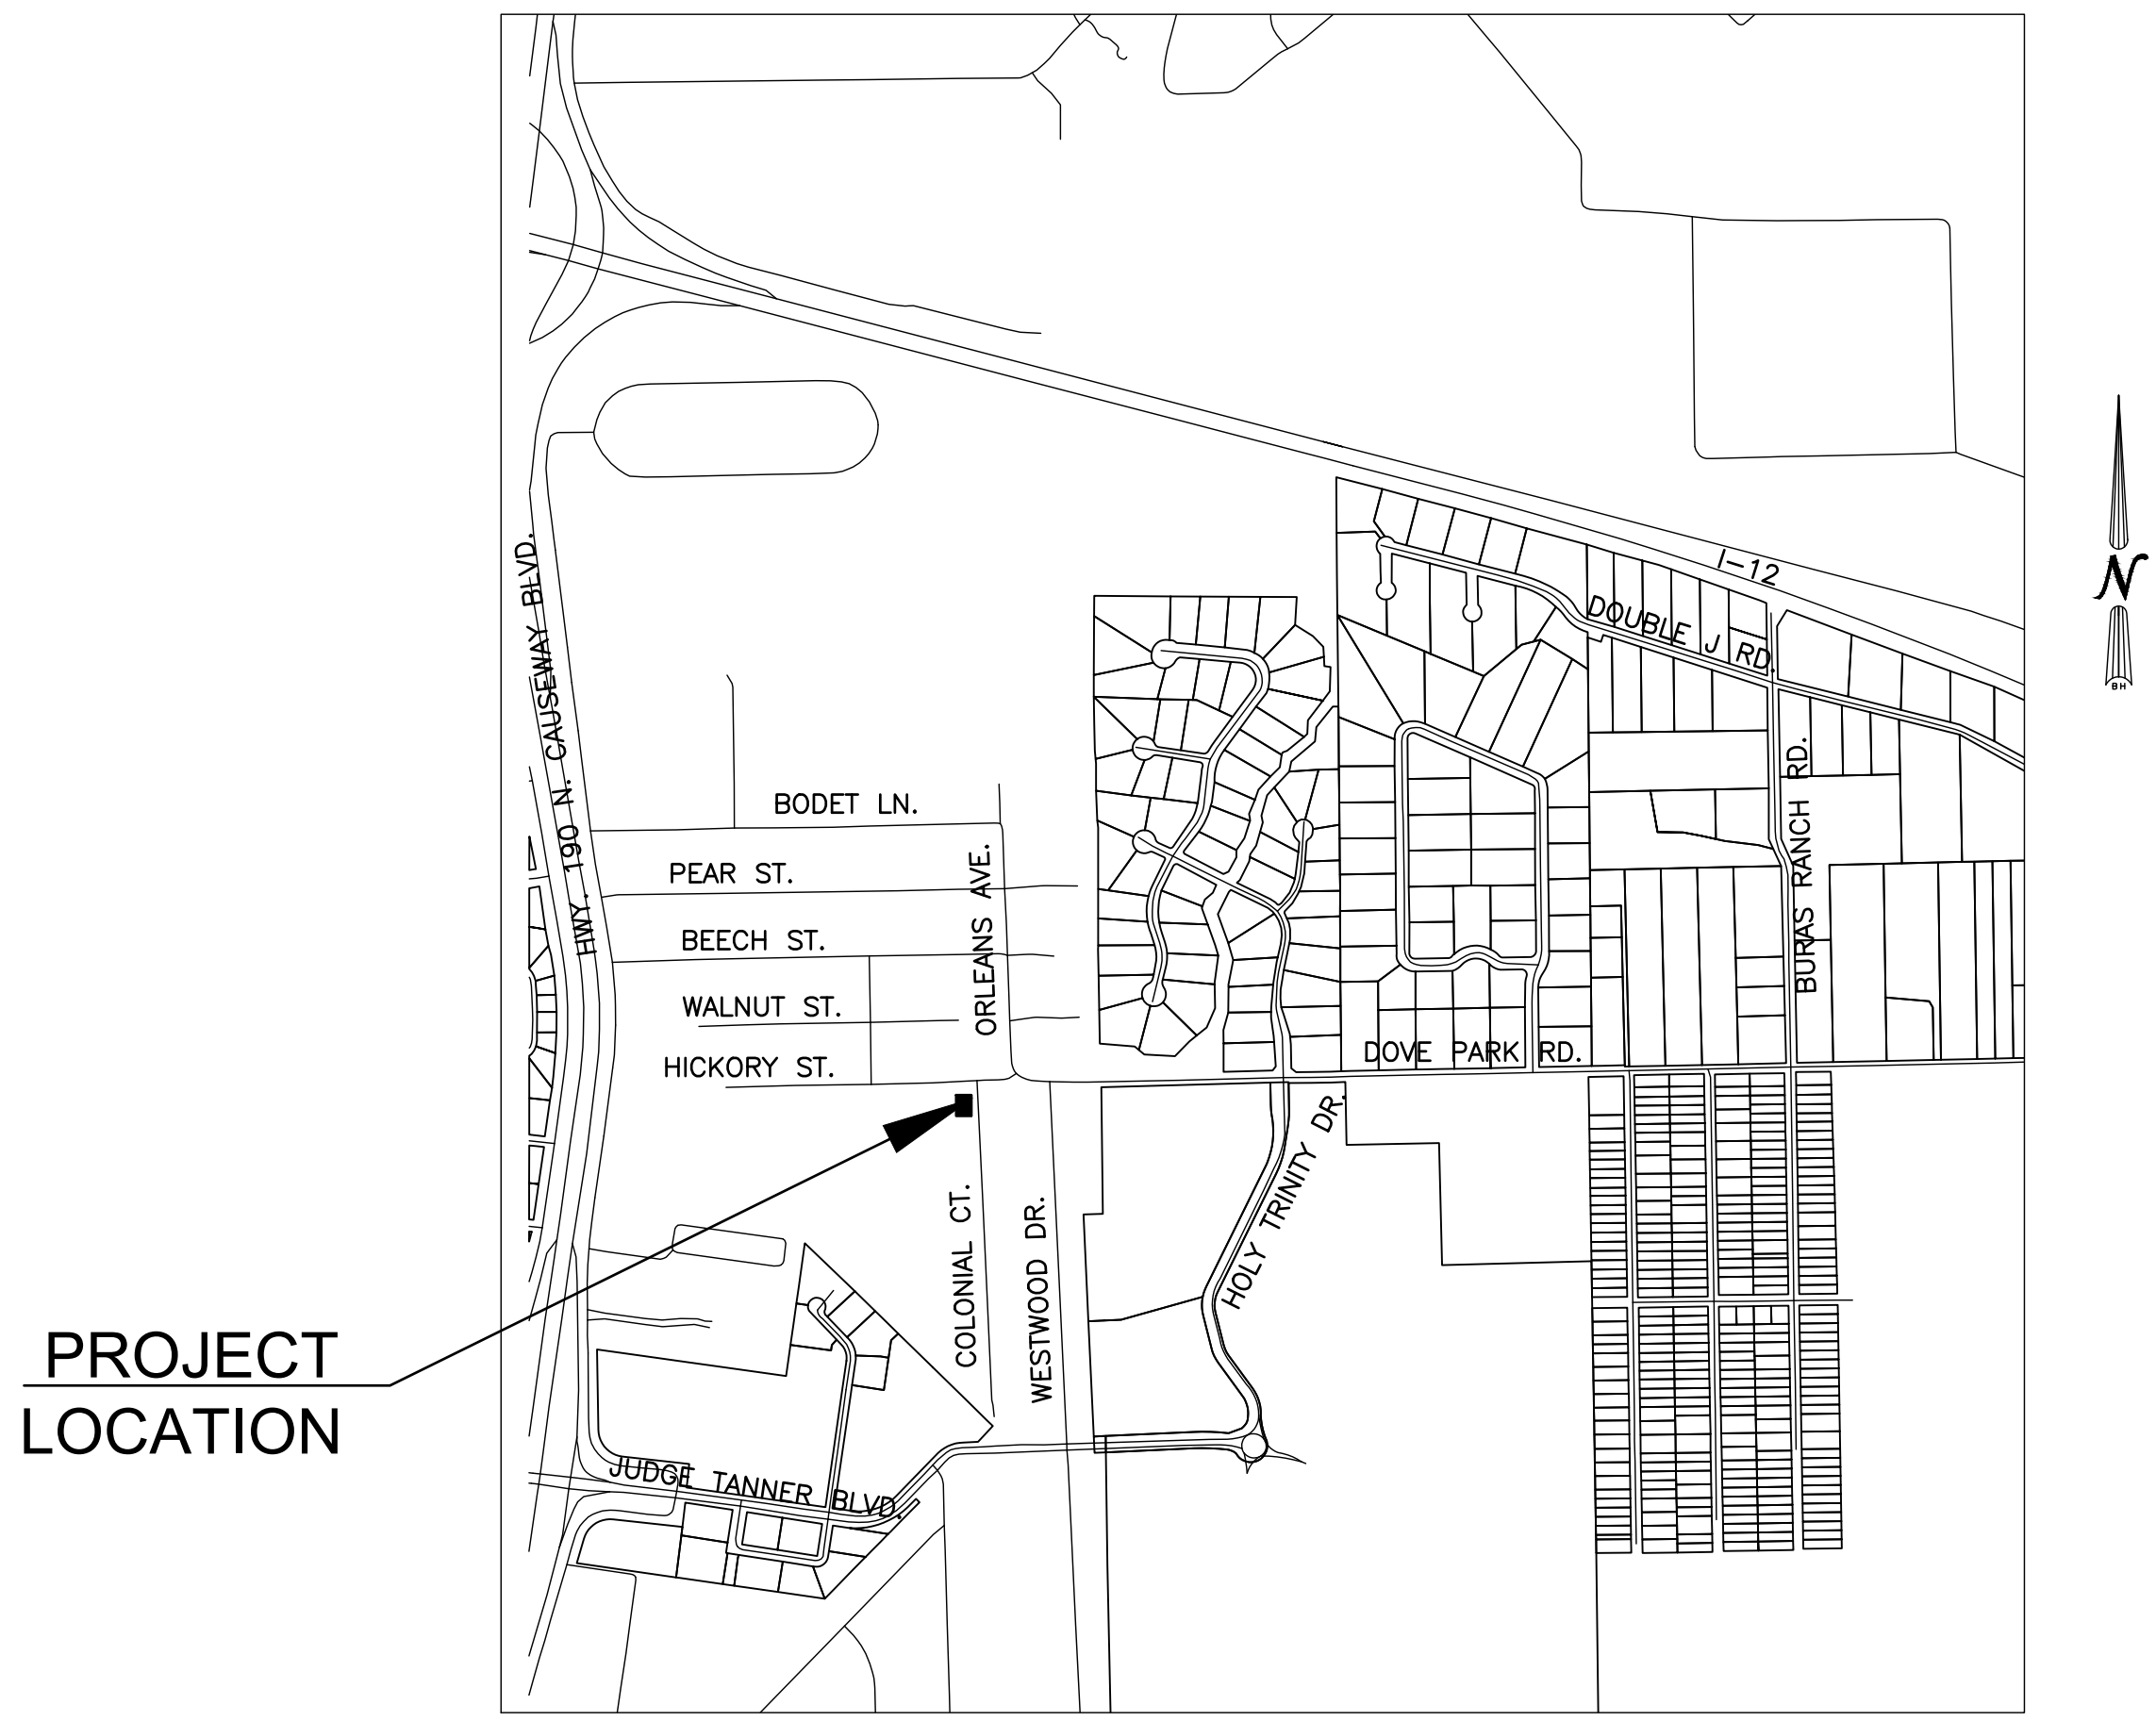 I-12
DOUBLE J RD.
HWY. 190 N. CAUSEWAY BLVD.
BURAS RANCH RD.
BODET LN.
PEAR ST.
ORLEANS AVE.
BEECH ST.
WALNUT ST.
HICKORY ST.
DOVE PARK RD.
HOLY TRINITY DR.
COLONIAL CT.
WESTWOOD DR.
PROJECT
LOCATION
JUDGE TANNER BLVD.
N
BH